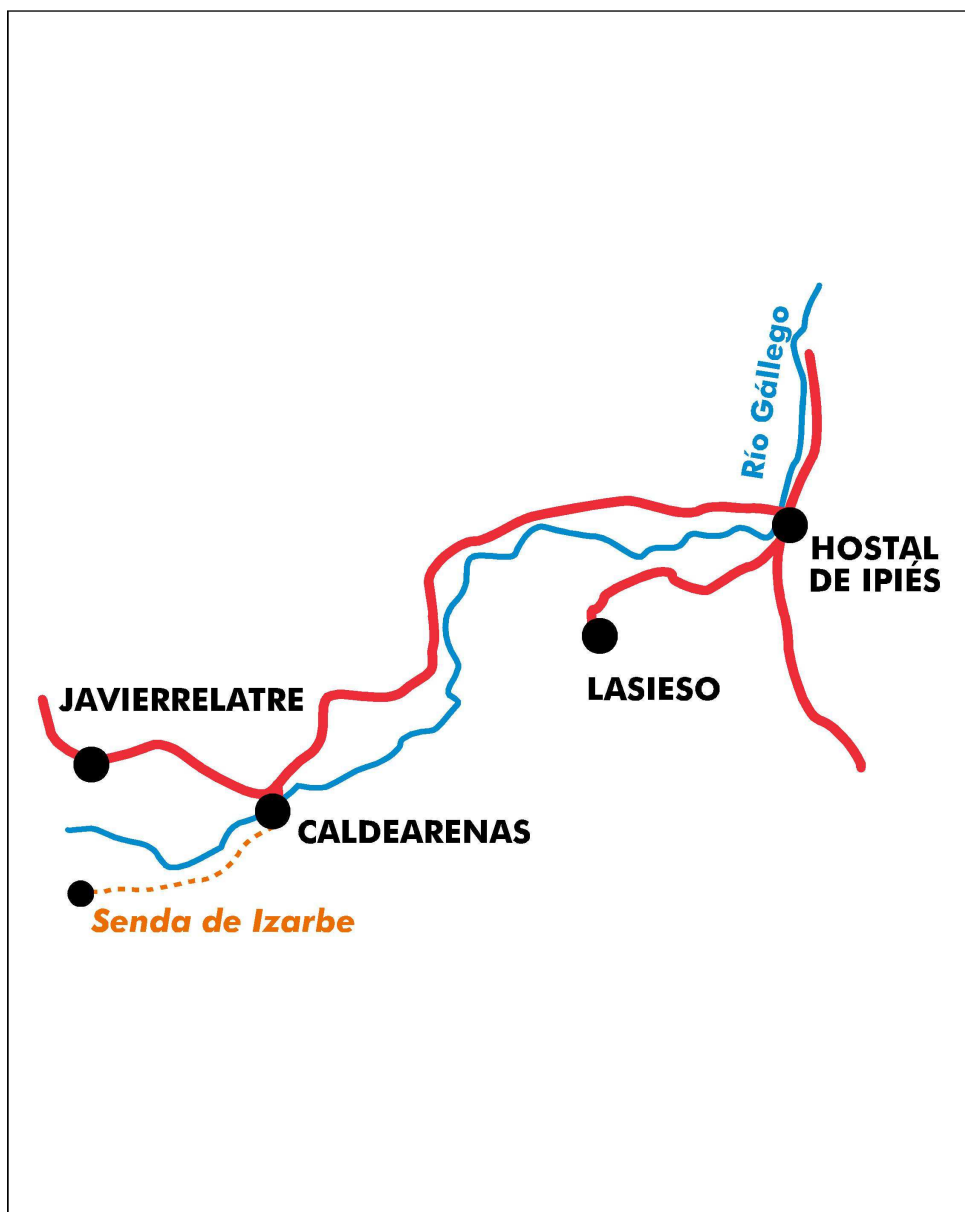 Río Gállego
HOSTAL
DE IPIÉS
LASIESO
JAVIERRELATRE
CALDEARENAS
Senda de Izarbe